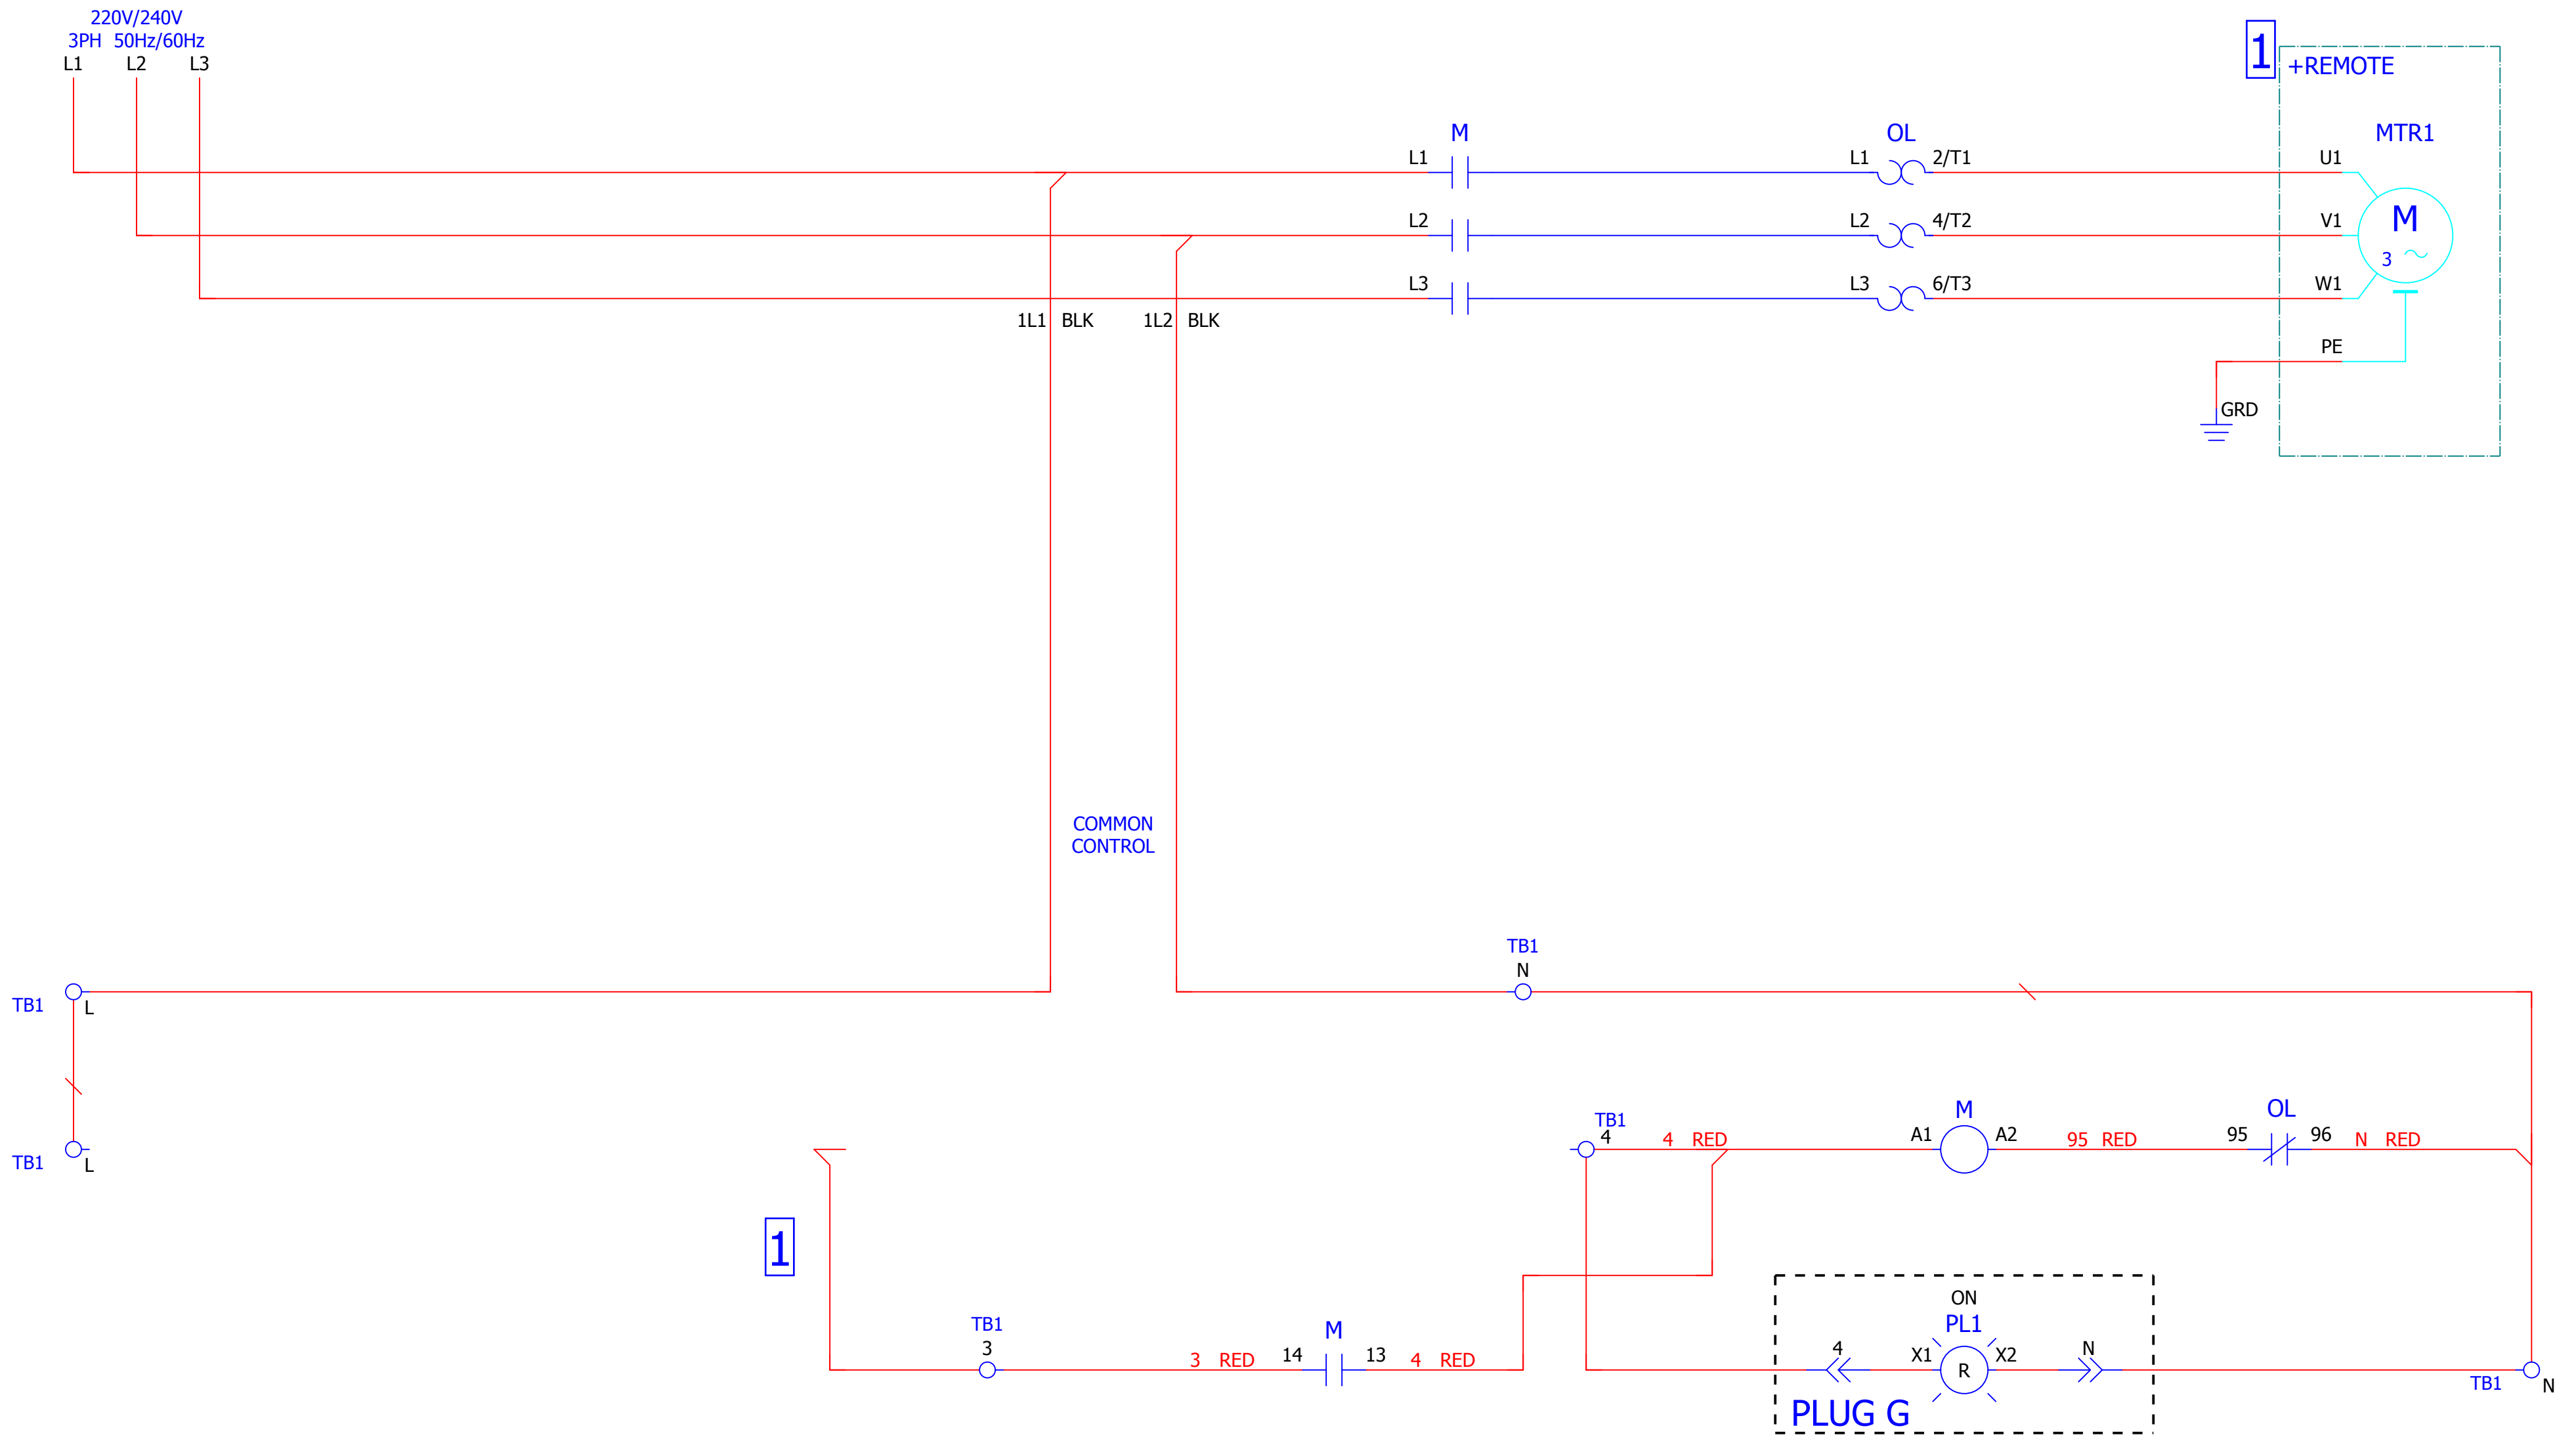 220V/240V
3PH 50Hz/60Hz
L1 L2 L3
1
+REMOTE
M
OL
MTR1
L1
L1
2/T1
U1
L2
L2
4/T2
V1
M
3
L3
L3
6/T3
W1
1L1 BLK
1L2 BLK
PE
GRD
COMMON
CONTROL
TB1
N
TB1
L
TB1
4
4 RED
M
A1
A2
95 RED
OL
95
96
N RED
TB1
L
1
TB1
3
3 RED
M
14
13
4 RED
ON
PL1
4
X1
R
X2
N
TB1
N
PLUG G